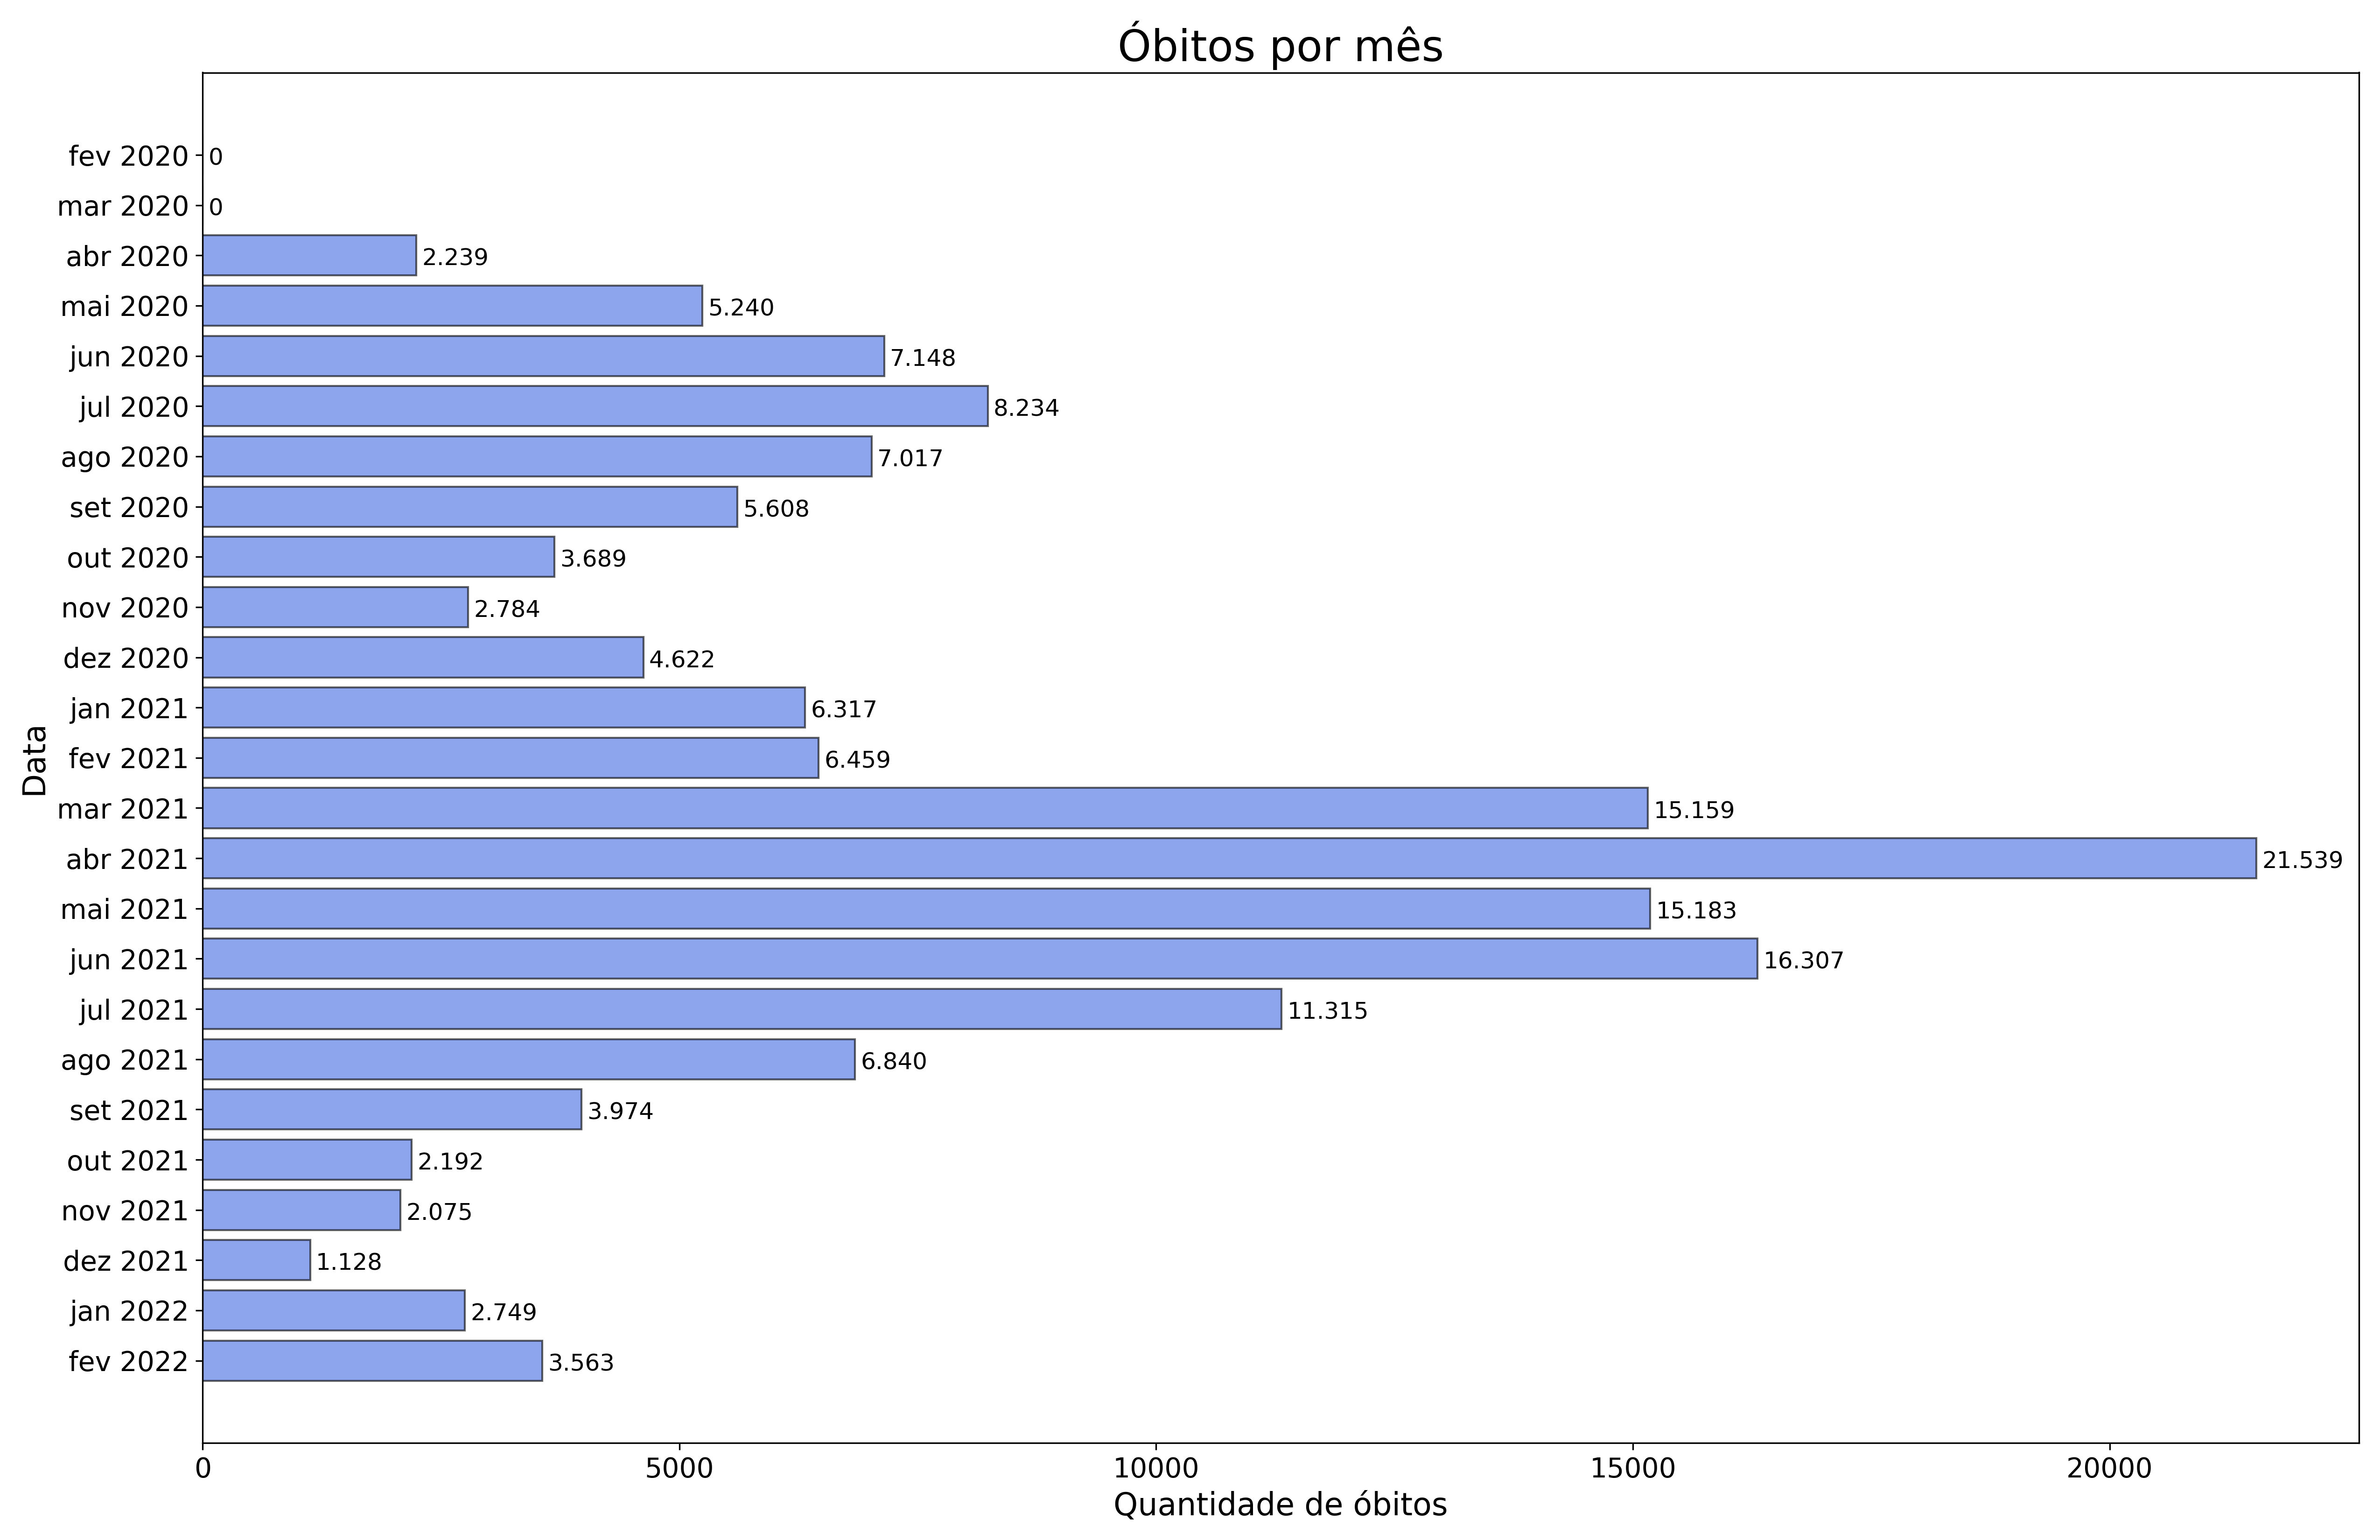 Óbitos por mês
fev 2020 0
mar 2020 0
abr 2020 2.239
mai 2020 5.240
jun 2020 7.148
jul 2020 8.234
ago 2020 7.017
set 2020 5.608
out 2020 3.689
nov 2020 2.784
dez 2020 4.622
jan 2021 6.317
fev 2021 6.459
mar 2021 15.159
abr 2021 21.539
mai 2021 15.183
jun 2021 16.307
jul 2021 11.315
ago 2021 6.840
set 2021 3.974
out 2021 2.192
nov 2021 2.075
dez 2021 1.128
jan 2022 2.749
fev 2022 3.563
Data
0 5000 10000 15000 20000
Quantidade de óbitos